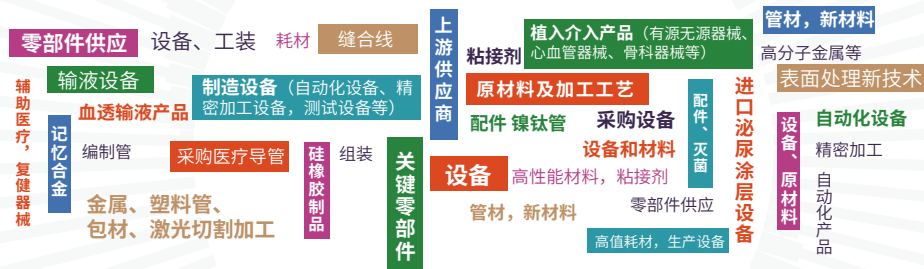 零部件供应
设备、工装
耗材
缝合线
输液设备
制造设备（自动化设备、精
密加工设备，测试设备等）
辅助医疗，复健器械
血透输液产品
记忆合金
编制管
采购医疗导管
硅橡胶制品
组装
关键零部件
金属、塑料管、
包材、激光切割加工
上游供应商
粘接剂
植入介入产品（有源无源器械、
心血管器械、骨科器械等）
原材料及加工工艺
配件 镍钛管
采购设备
设备和材料
设备
高性能材料，粘接剂
管材，新材料
零部件供应
高值耗材，生产设备
配件、灭菌
进口泌尿涂层设备
管材，新材料
高分子金属等
表面处理新技术
设备、原材料
自动化设备
精密加工
自动化产品